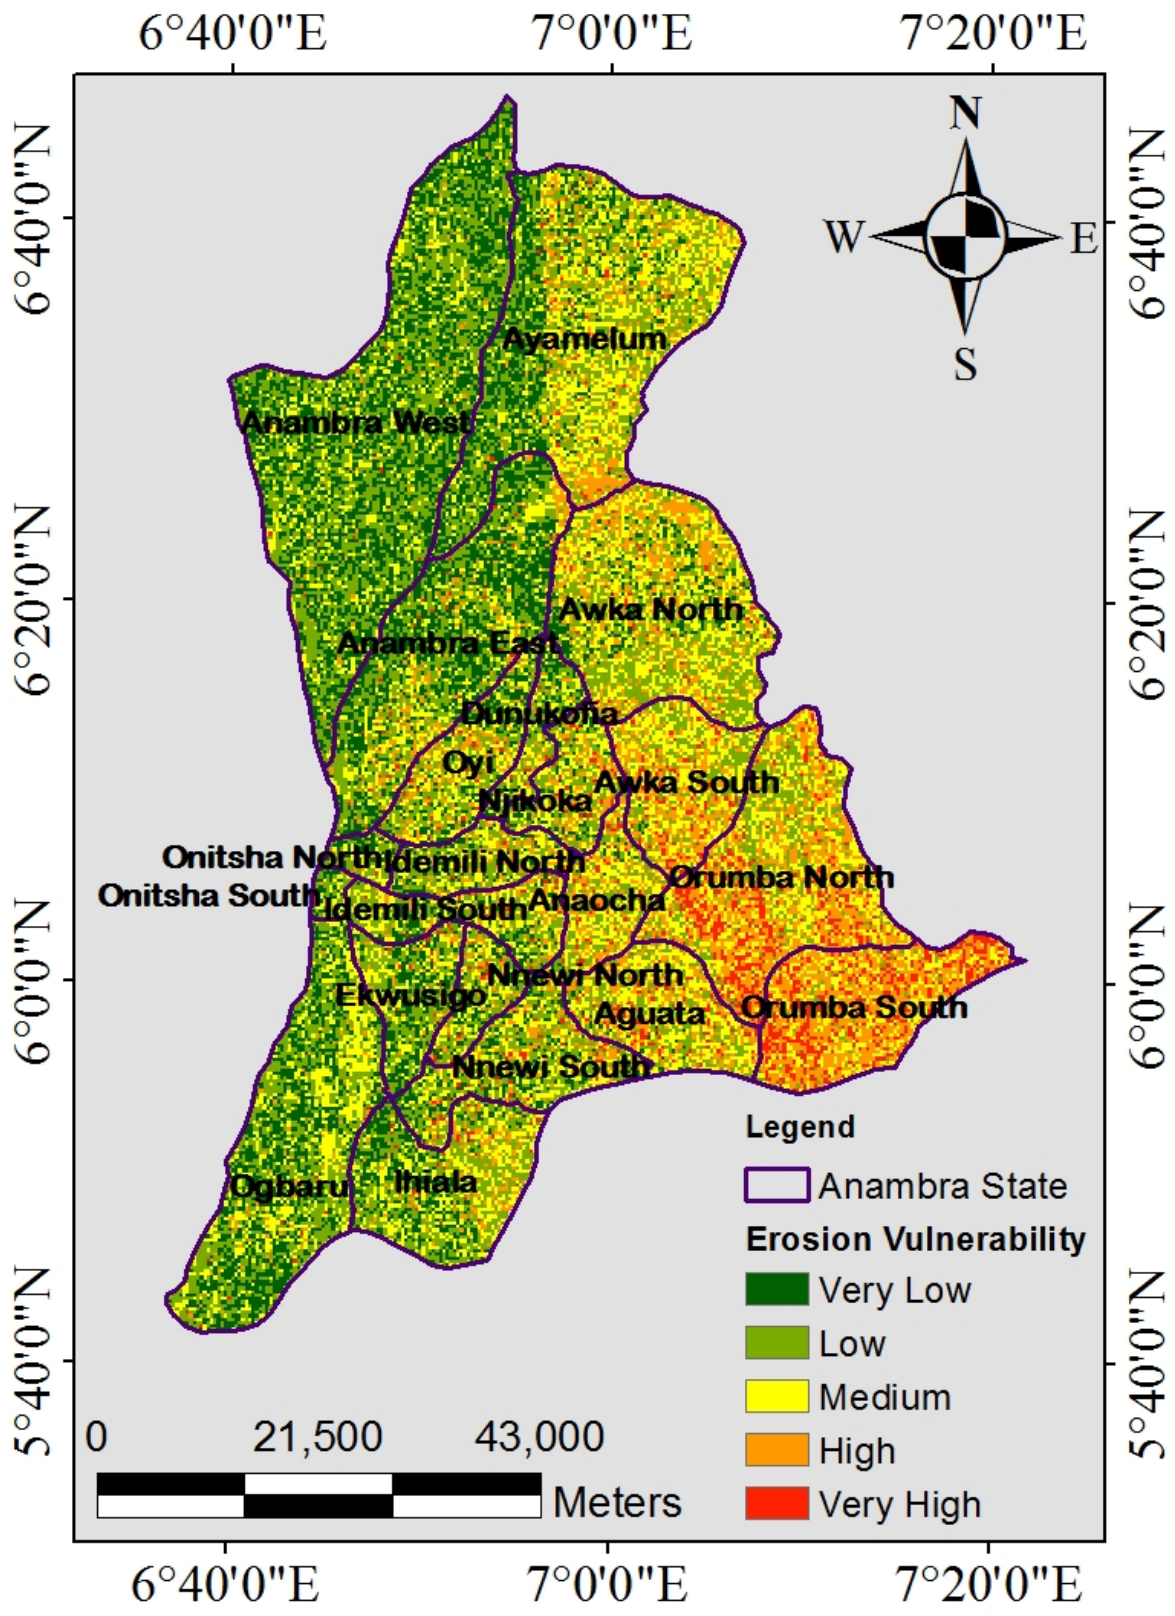 6°40'0"E 7°0'0"E 7°20'0"E
N
W E
S
6°40'0"N 6°40'0"N
Ayamelum
Anambra West
6°20'0"N 6°20'0"N
Awka North
Anambra East
Dunukofia
Oyi
Awka South
Njikoka
Onitsha North Idemili North
Orumba North
Onitsha South
Anaocha
Idemili South
6°0'0"N 6°0'0"N
Nnewi North
Ekwusigo
Orumba South
Aguata
Nnewi South
Ogbaru
Ihiala
Legend
Anambra State
Erosion Vulnerability
Very Low
Low
Medium
High
Very High
5°40'0"N 5°40'0"N
0 21,500 43,000
Meters
6°40'0"E 7°0'0"E 7°20'0"E